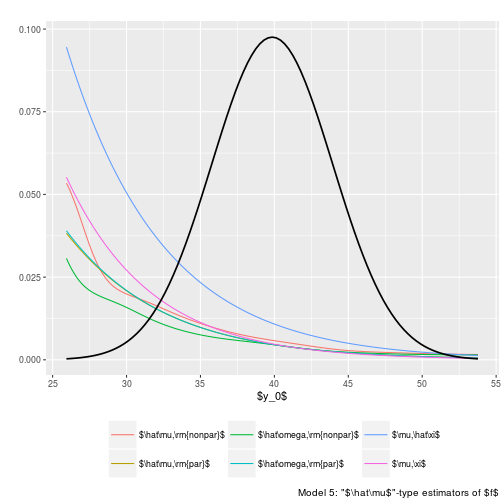 0.100
0.075
0.050
0.025
0.000
25 30 35 40 45 50 55
$y_0$
$\hat\mu,\rm{nonpar}$ $\hat\omega,\rm{nonpar}$ $\mu,\hat\xi$
$\hat\mu,\rm{par}$ $\hat\omega,\rm{par}$ $\mu,\xi$
Model 5: "$\hat\mu$"-type estimators of $f$